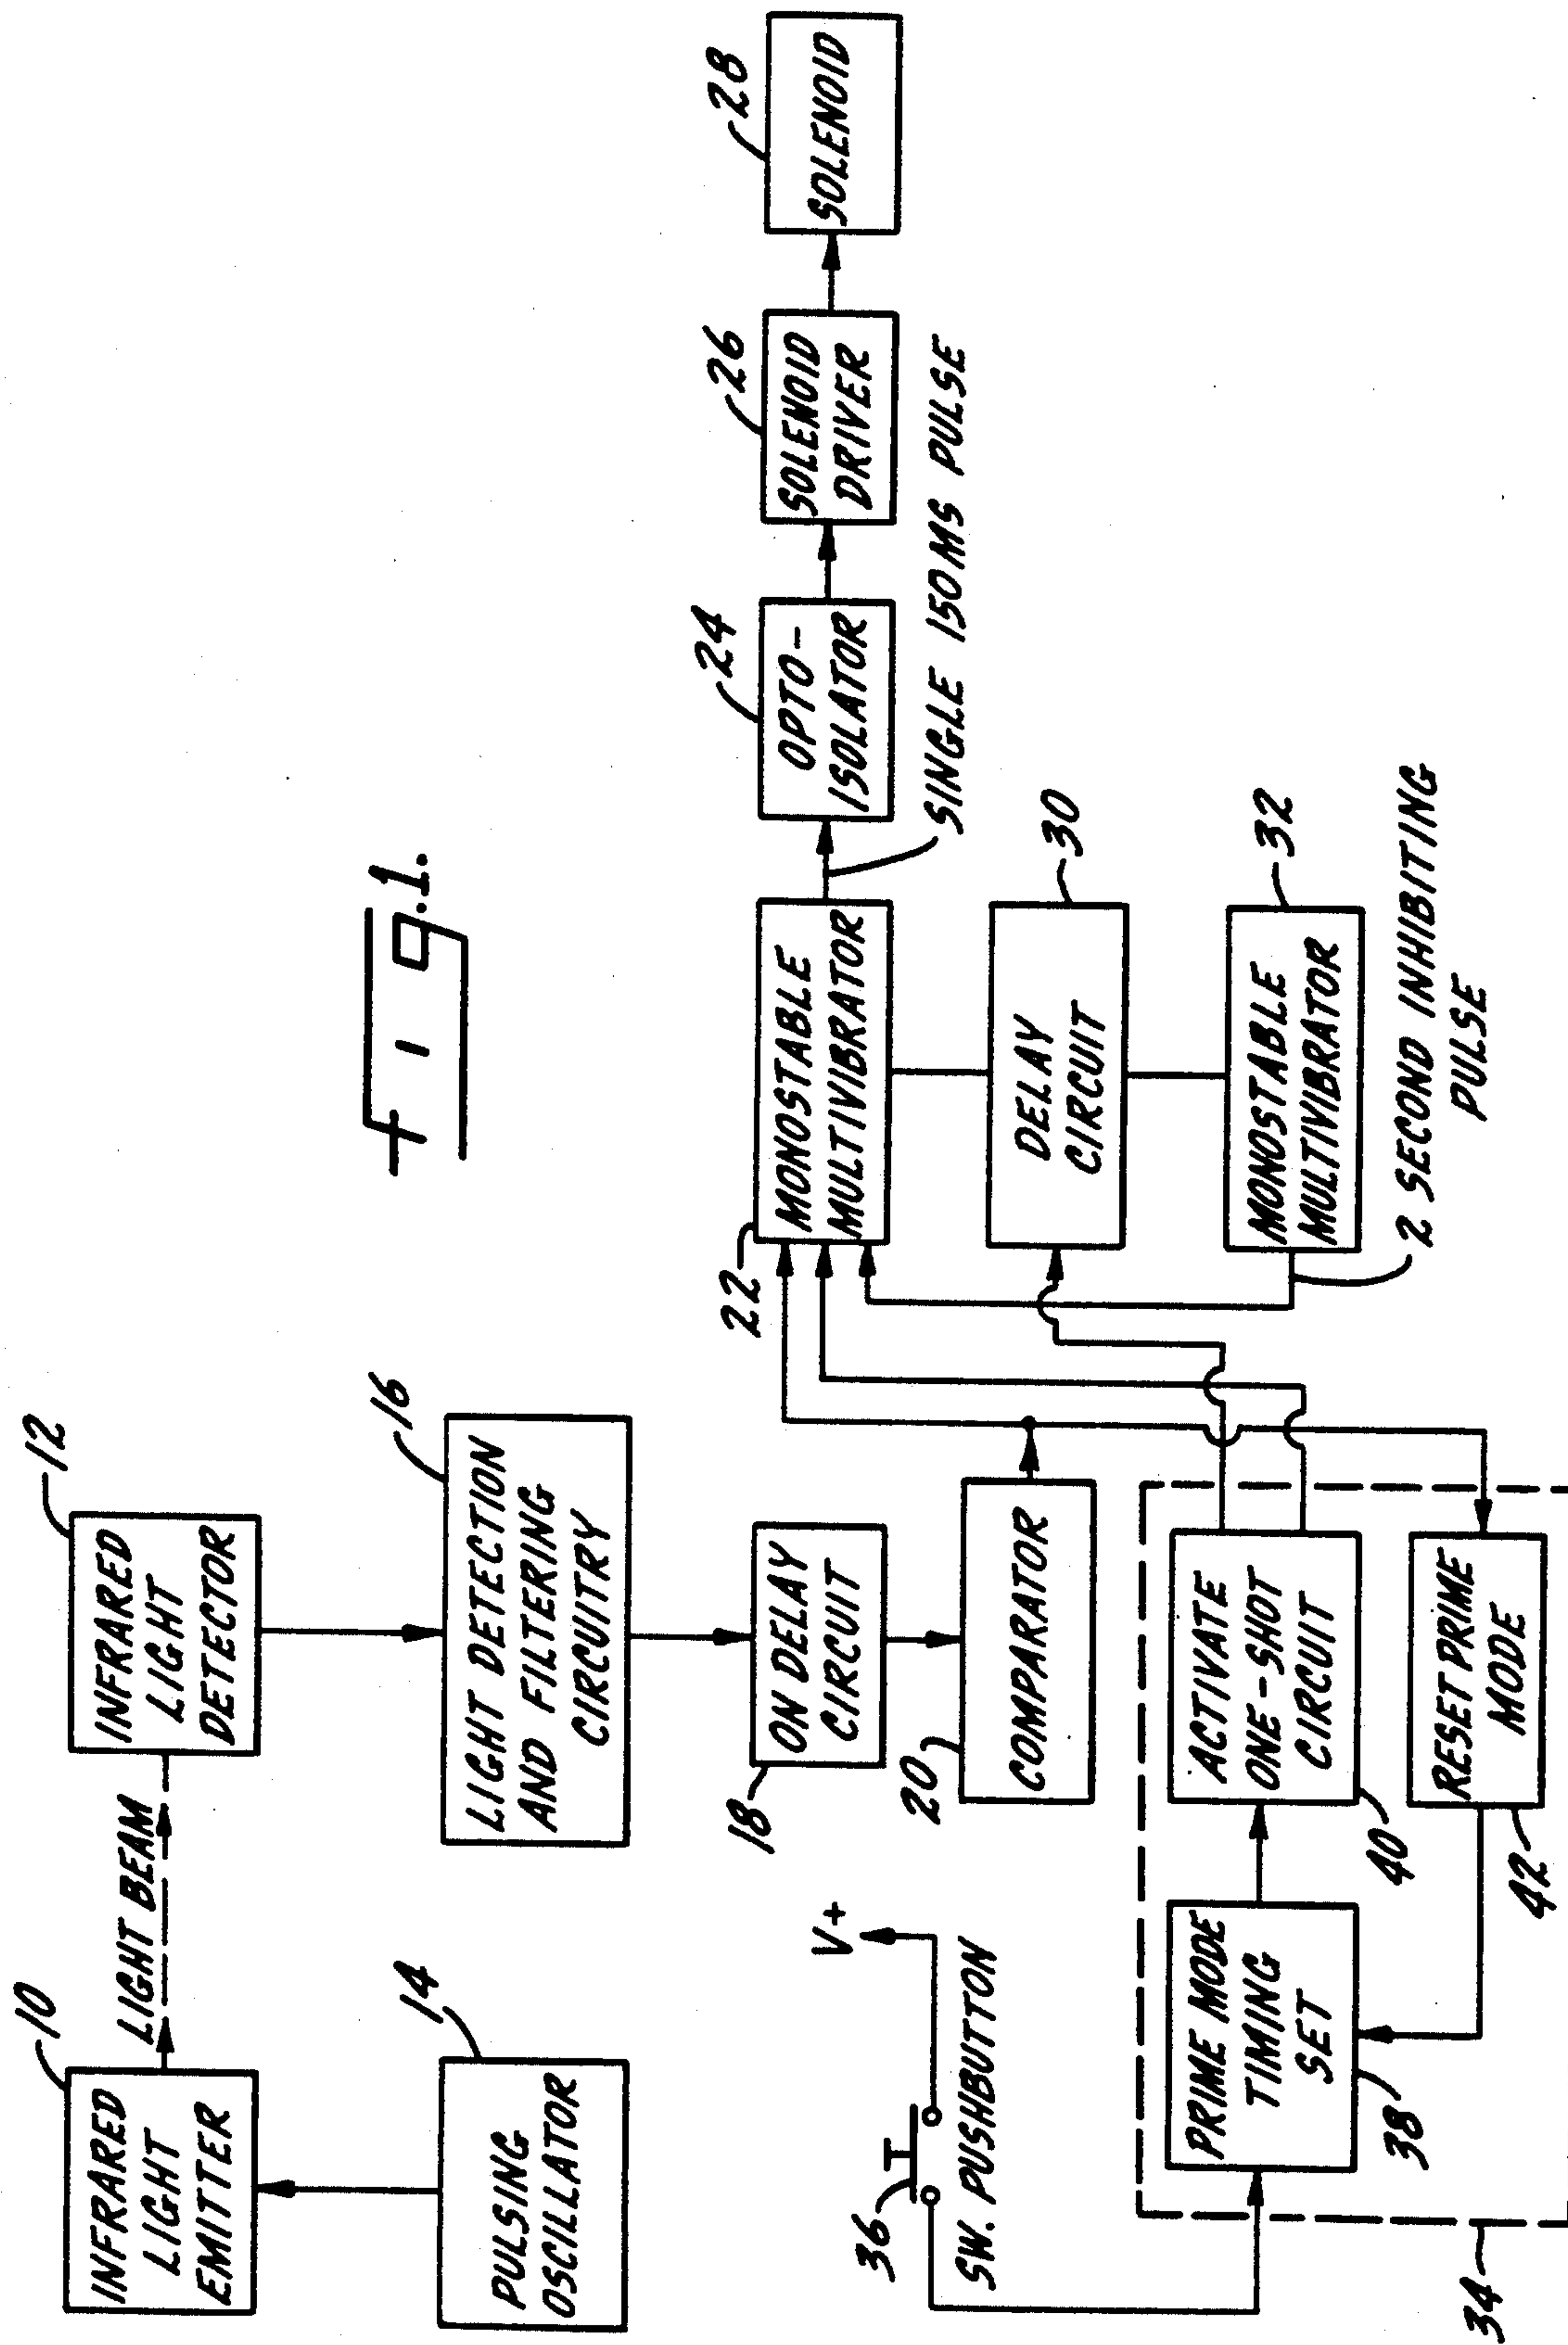 Fig. 1.
10
INFRARED
LIGHT
EMITTER
LIGHT BEAM
12
INFRARED
LIGHT
DETECTOR
14
PULSING
OSCILLATOR
16
LIGHT DETECTION
AND FILTERING
CIRCUITRY
18
ON DELAY
CIRCUIT
20
COMPARATOR
22
MONOSTABLE
MULTIVIBRATOR
24
OPTO-
ISOLATOR
26
SOLENOID
DRIVER
28
SOLENOID
SINGLE 150MS PULSE
30
DELAY
CIRCUIT
32
MONOSTABLE
MULTIVIBRATOR
2 SECOND INHIBITING
PULSE
V+
36
SW. PUSHBUTTON
PRIME MODE
TIMING
SET
38
ACTIVATE
ONE-SHOT
CIRCUIT
40
RESET PRIME
MODE
42
34